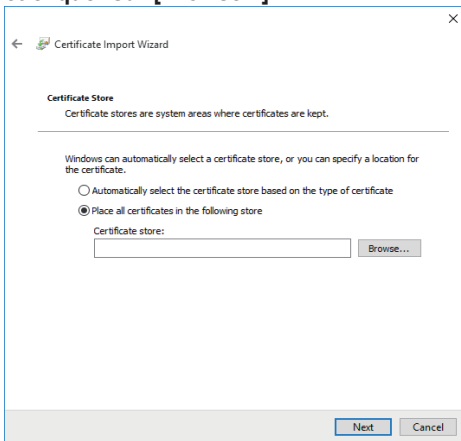 Certificate Import Wizard
Certificate Store
Certificate stores are system areas where certificates are kept.
Windows can automatically select a certificate store, or you can specify a location for
the certificate.
Automatically select the certificate store based on the type of certificate
Place all certificates in the following store
Certificate store:
Browse...
Next Cancel